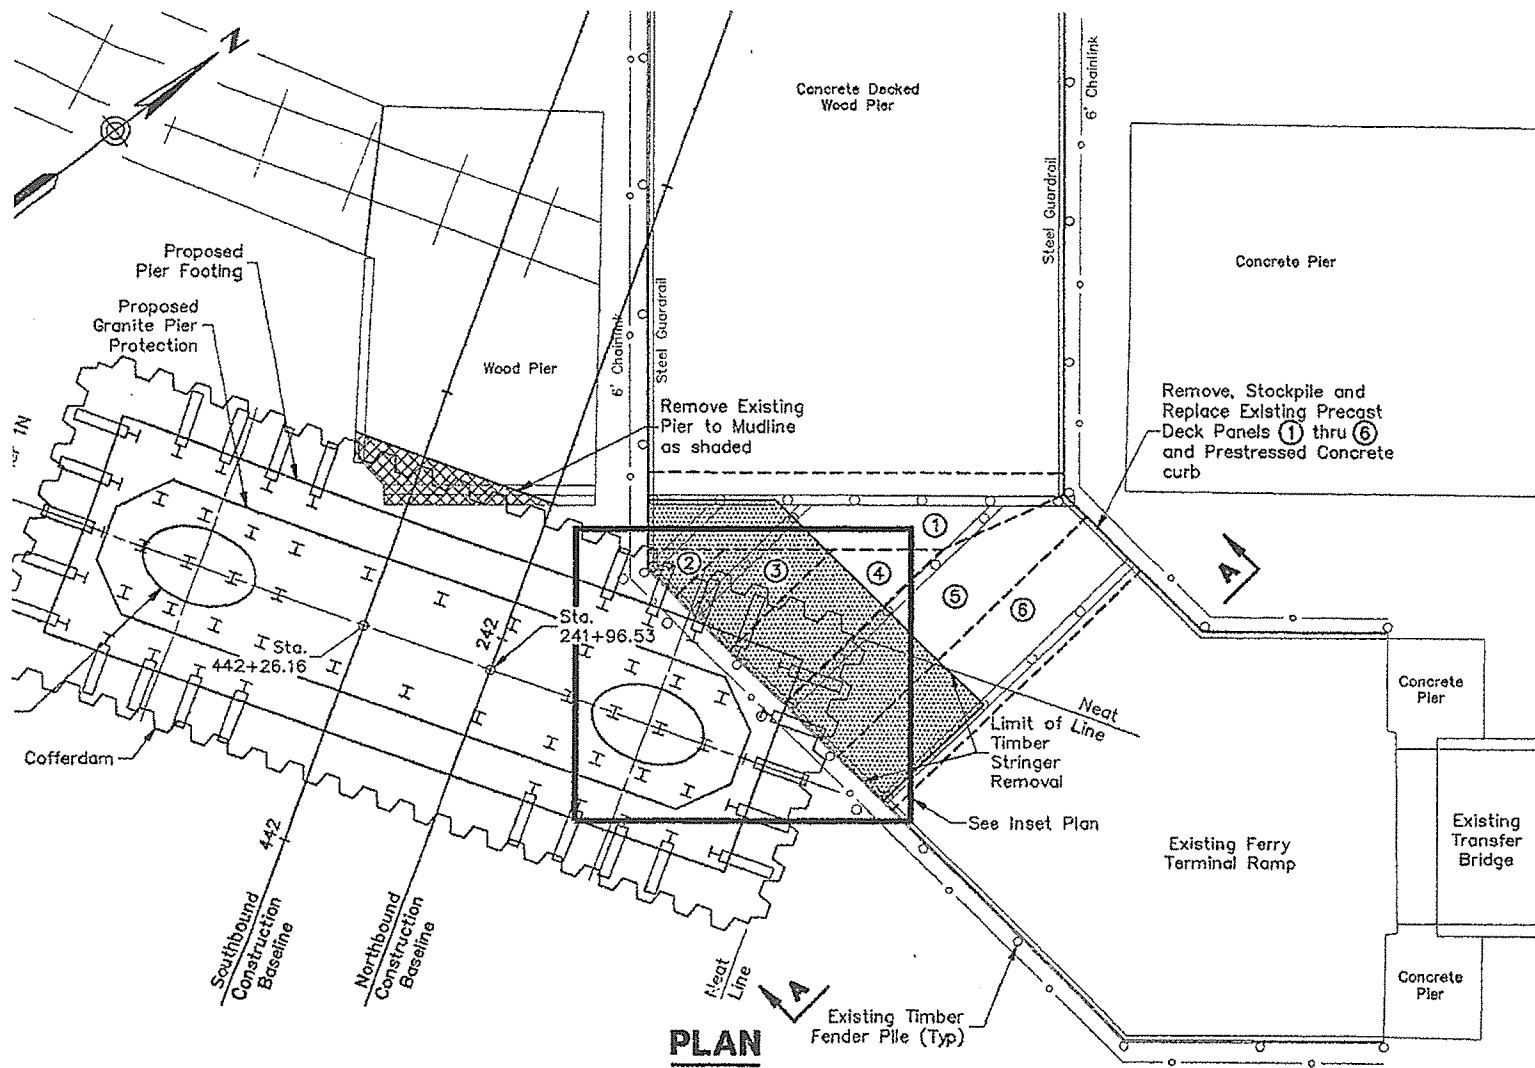 N
Concrete Decked
Wood Pier
6' Chainlink
Steel Guardrail
Concrete Pier
Proposed
Pier Footing
Proposed
Granite Pier
Protection
Wood Pier
6' Chainlink
Steel Guardrail
Remove Existing
Pier to Mudline
as shaded
Remove, Stockpile and
Replace Existing Precast
Deck Panels 1 thru 6
and Prestressed Concrete
curb
1N
1
2
3
4
5
6
A
Sta.
442+26.16
242
Sta.
241+96.53
Neat
Line
Limit of
Timber
Stringer
Removal
Concrete
Pier
Cofferdam
See Inset Plan
Existing Ferry
Terminal Ramp
Existing
Transfer
Bridge
442
Southbound
Construction
Baseline
Northbound
Construction
Baseline
Neat
Line
A
Existing Timber
Fender Pile (Typ)
Concrete
Pier
PLAN